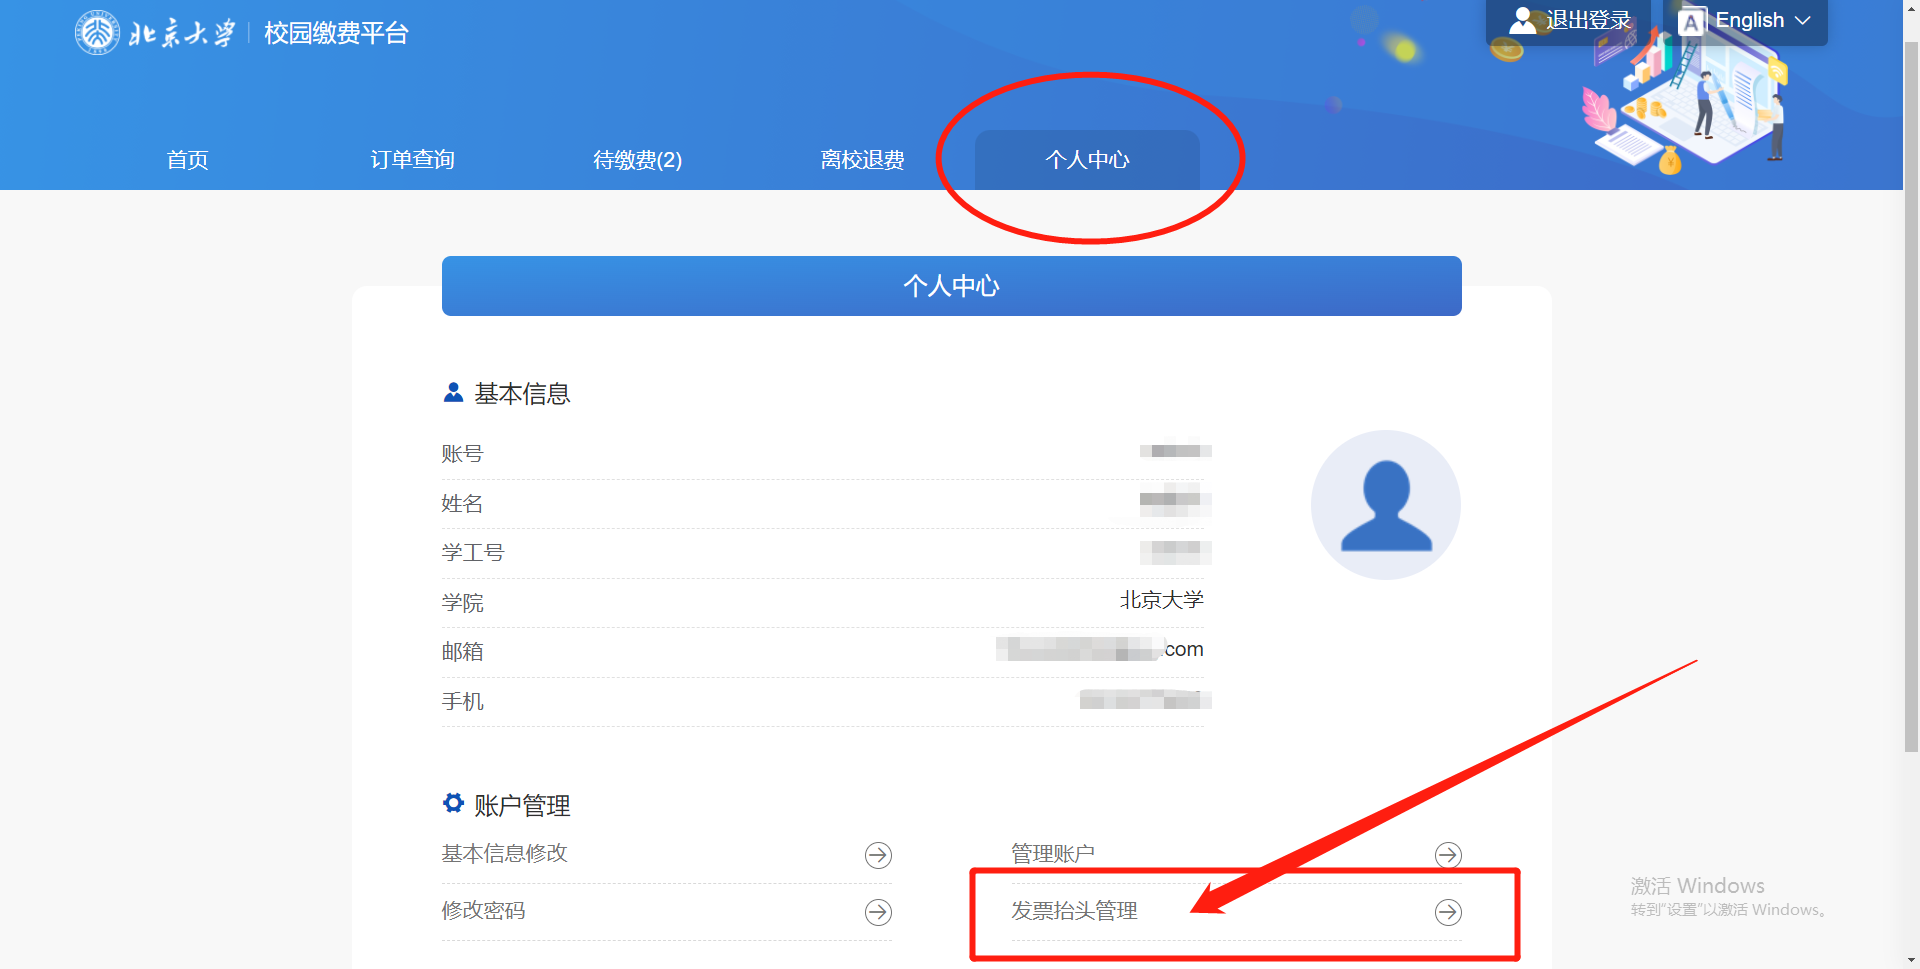 北京大学 校园缴费平台
退出登录 A English
首页 订单查询 待缴费(2) 离校退费 个人中心
个人中心
基本信息
账号
姓名
学工号
学院 北京大学
邮箱 .com
手机
账户管理
基本信息修改 管理账户
修改密码 发票抬头管理
激活 Windows
转到"设置"以激活 Windows。